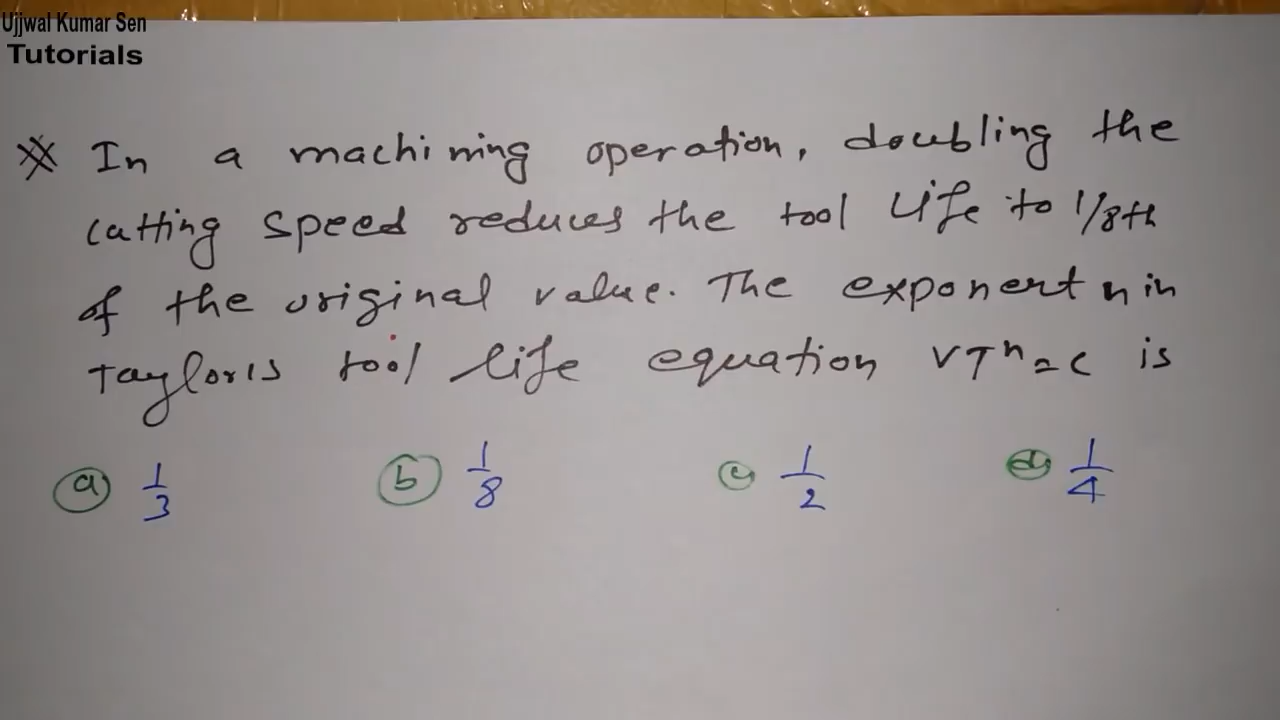 Ujjwal Kumar Sen
Tutorials
※ In a machining operation, doubling the
cutting speed reduces the tool life to 1/8th
of the original value. The exponent n in
Taylor's tool life equation VTⁿ = C is
(a) 1/3 (b) 1/8 (c) 1/2 (d) 1/4